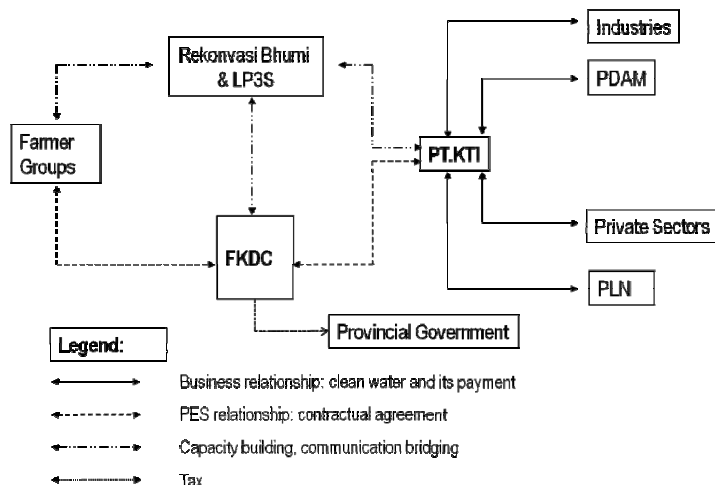 Industries
Rekonvasi Bhumi
& LP3S
PDAM
Farmer
Groups
PT.KTI
FKDC
Private Sectors
PLN
Provincial Government
Legend:
Business relationship: clean water and its payment
PES relationship: contractual agreement
Capacity building, communication bridging
Tax